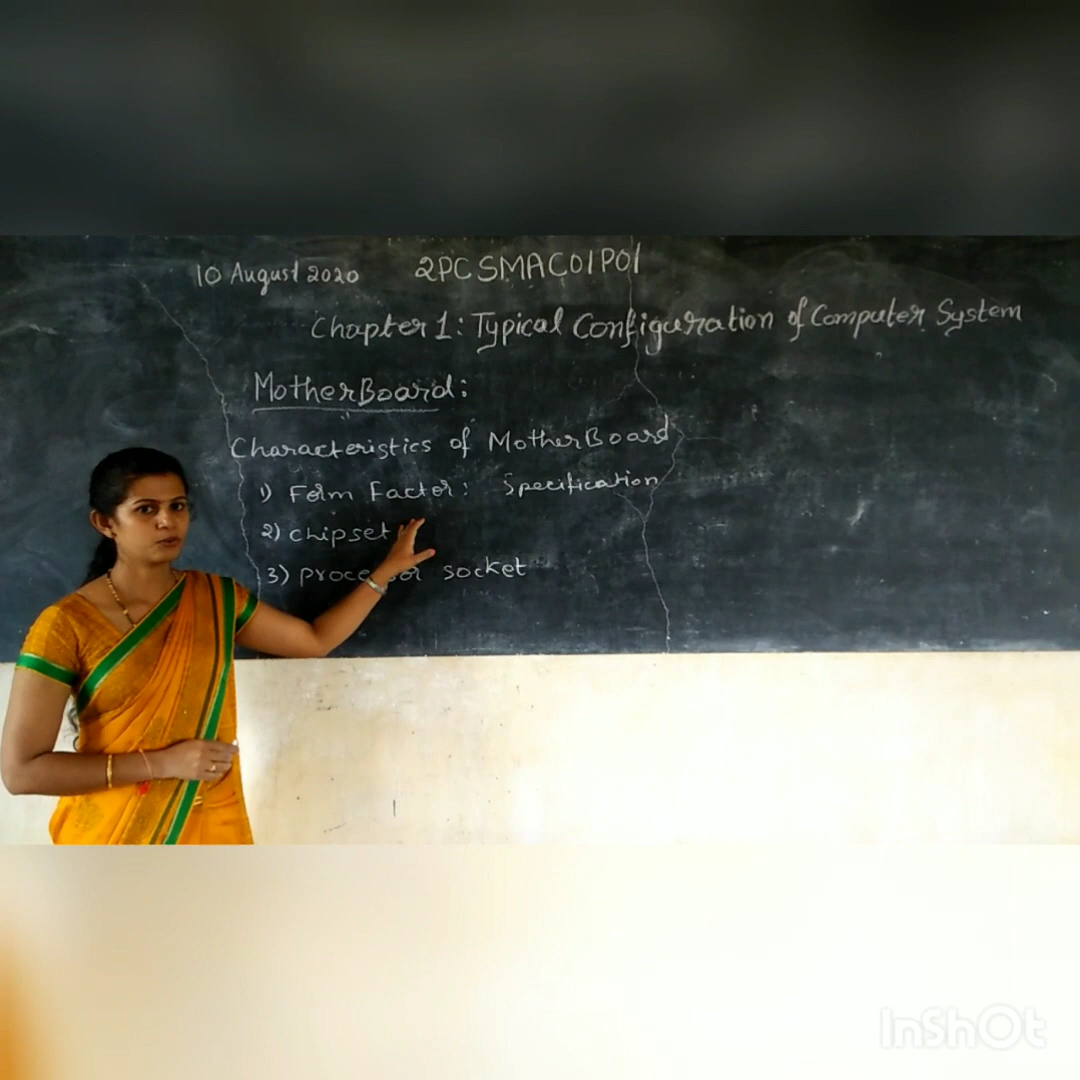 10 August 2020 2PCSMAC01P01
Chapter 1: Typical Configuration of Computer System
MotherBoard:
Characteristics of MotherBoard
1) Form Factor: Specification
2) chipset
3) processor socket
InShOt